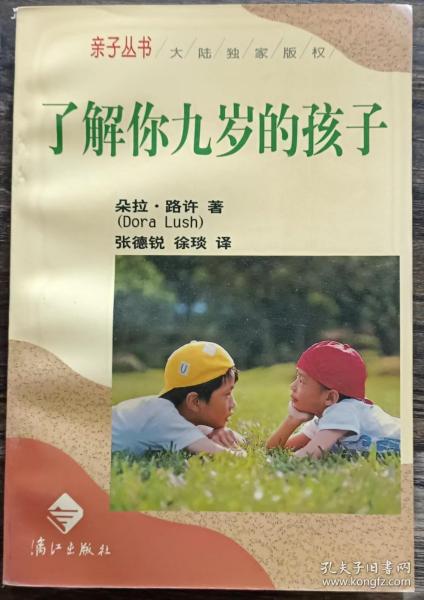 亲子丛书/大/陆/独/家/版/权/
了解你九岁的孩子
朵拉·路许 著
(Dora Lush)
张德锐 徐琰 译
U
漓江出版社
孔夫子旧书网
www.kongfz.com